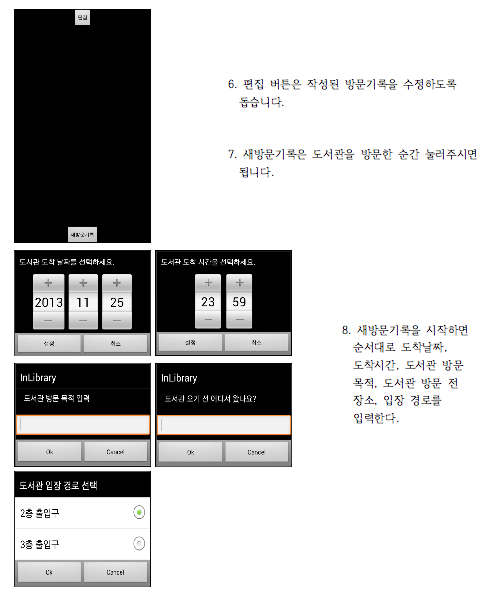 편집
6. 편집 버튼은 작성된 방문기록을 수정하도록
돕습니다.
7. 새방문기록은 도서관을 방문한 순간 눌러주시면
됩니다.
새방문기록
도서관 도착 날짜를 선택하세요.
+ + +
2013 11 25
− − −
설정 취소
도서관 도착 시간을 선택하세요.
+ +
23 59
− −
설정 취소
8. 새방문기록을 시작하면
순서대로 도착날짜,
도착시간, 도서관 방문
목적, 도서관 방문 전
장소, 입장 경로를
입력한다.
InLibrary
도서관 방문 목적 입력
Ok Cancel
InLibrary
도서관 오기 전 어디서 왔나요?
Ok Cancel
도서관 입장 경로 선택
2층 출입구
3층 출입구
Ok Cancel